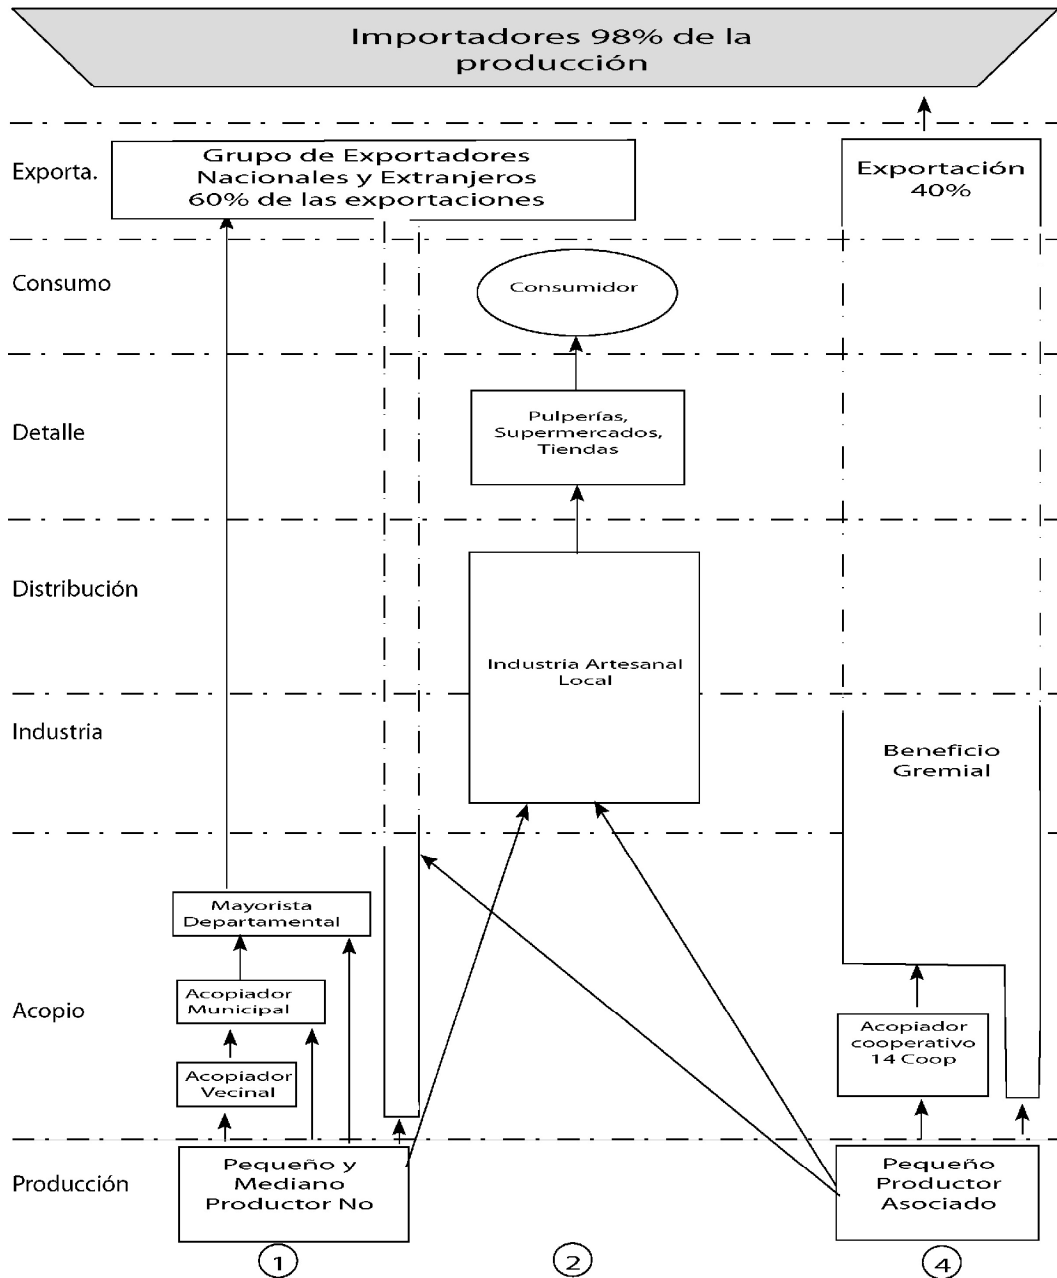 Importadores 98% de la
producción
Exporta.
Grupo de Exportadores
Nacionales y Extranjeros
60% de las exportaciones
Exportación
40%
Consumo
Consumidor
Detalle
Pulperías,
Supermercados,
Tiendas
Distribución
Industria Artesanal
Local
Industria
Beneficio
Gremial
Mayorista
Departamental
Acopio
Acopiador
Municipal
Acopiador
cooperativo
14 Coop
Acopiador
Vecinal
Producción
Pequeño y
Mediano
Productor No
Pequeño
Productor
Asociado
1
2
4